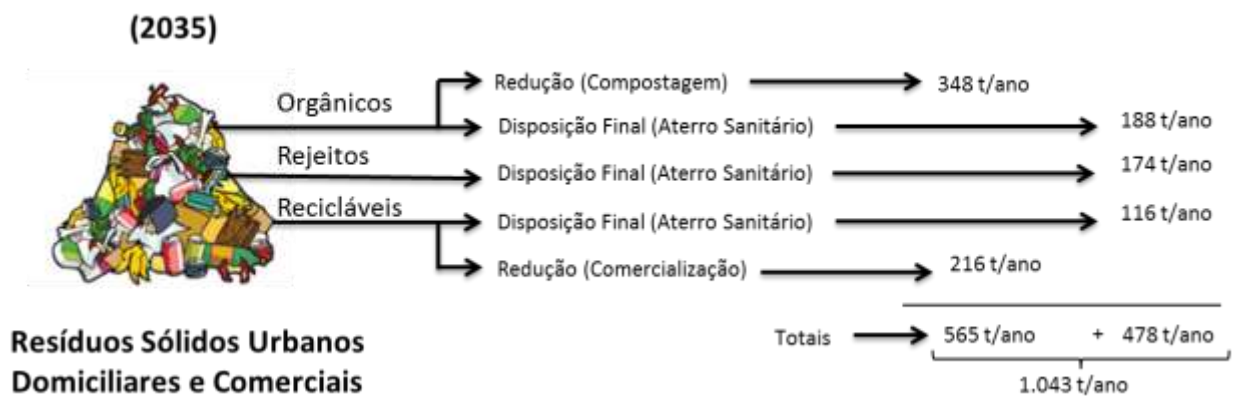 (2035)
Orgânicos
Redução (Compostagem)
348 t/ano
Disposição Final (Aterro Sanitário)
188 t/ano
Rejeitos
Disposição Final (Aterro Sanitário)
174 t/ano
Recicláveis
Disposição Final (Aterro Sanitário)
116 t/ano
Redução (Comercialização)
216 t/ano
Resíduos Sólidos Urbanos
Domiciliares e Comerciais
Totais
565 t/ano + 478 t/ano
1.043 t/ano